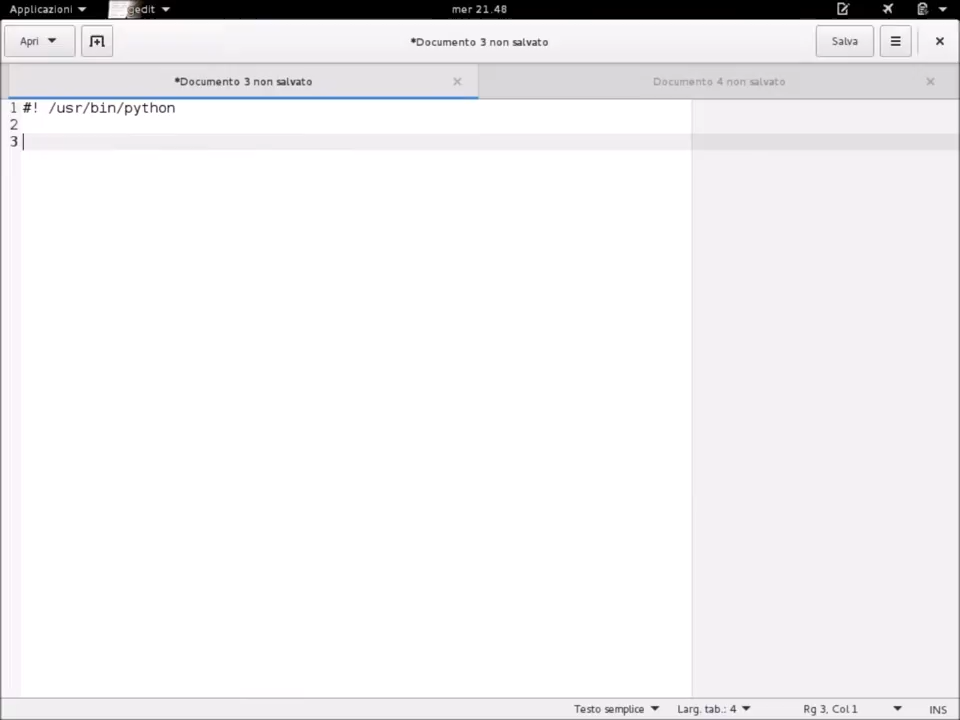 Applicazioni gedit mer 21.48
Apri *Documento 3 non salvato Salva
*Documento 3 non salvato Documento 4 non salvato
1 #! /usr/bin/python
2
3
Testo semplice Larg. tab.: 4 Rg 3, Col 1 INS